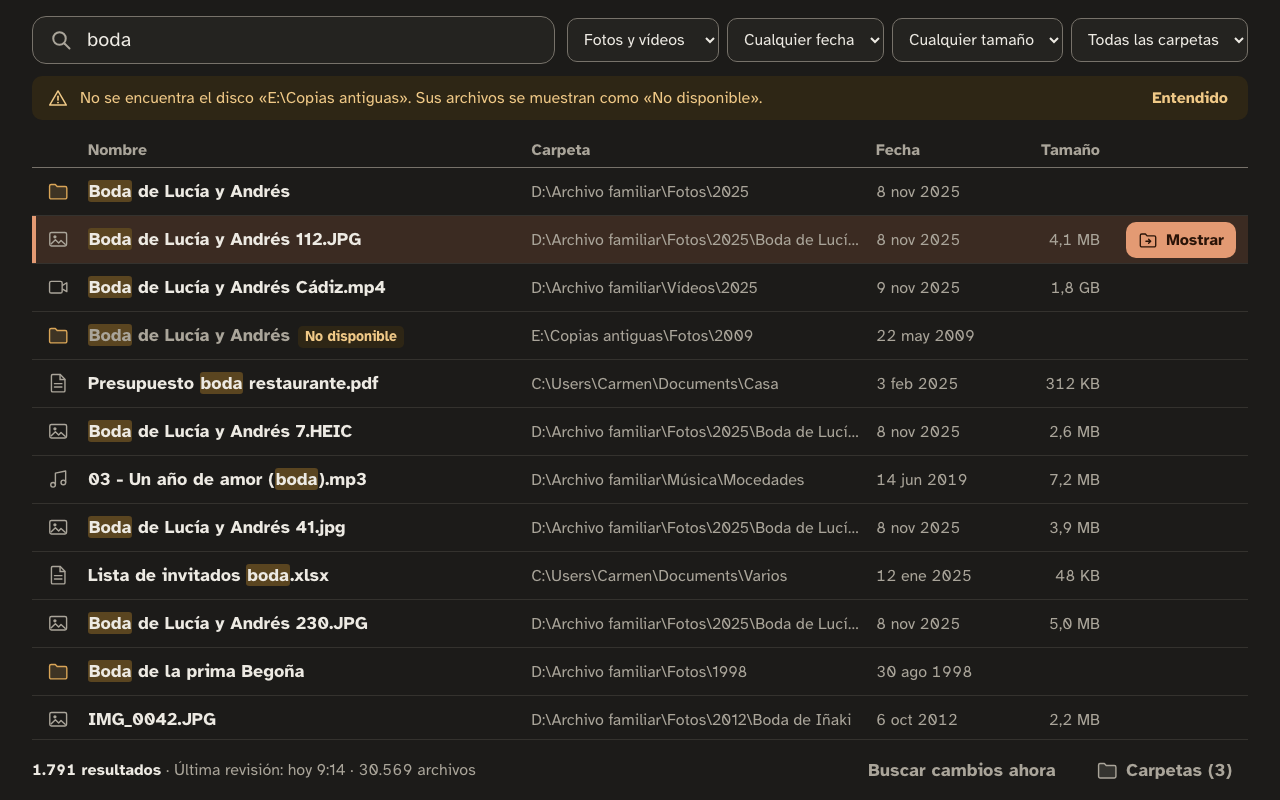 boda Fotos y vídeos Cualquier fecha Cualquier tamaño Todas las carpetas
No se encuentra el disco «E:\Copias antiguas». Sus archivos se muestran como «No disponible». Entendido
Nombre Carpeta Fecha Tamaño
Boda de Lucía y Andrés D:\Archivo familiar\Fotos\2025 8 nov 2025
Boda de Lucía y Andrés 112.JPG D:\Archivo familiar\Fotos\2025\Boda de Lucí... 8 nov 2025 4,1 MB Mostrar
Boda de Lucía y Andrés Cádiz.mp4 D:\Archivo familiar\Vídeos\2025 9 nov 2025 1,8 GB
Boda de Lucía y Andrés No disponible E:\Copias antiguas\Fotos\2009 22 may 2009
Presupuesto boda restaurante.pdf C:\Users\Carmen\Documents\Casa 3 feb 2025 312 KB
Boda de Lucía y Andrés 7.HEIC D:\Archivo familiar\Fotos\2025\Boda de Lucí... 8 nov 2025 2,6 MB
03 - Un año de amor (boda).mp3 D:\Archivo familiar\Música\Mocedades 14 jun 2019 7,2 MB
Boda de Lucía y Andrés 41.jpg D:\Archivo familiar\Fotos\2025\Boda de Lucí... 8 nov 2025 3,9 MB
Lista de invitados boda.xlsx C:\Users\Carmen\Documents\Varios 12 ene 2025 48 KB
Boda de Lucía y Andrés 230.JPG D:\Archivo familiar\Fotos\2025\Boda de Lucí... 8 nov 2025 5,0 MB
Boda de la prima Begoña D:\Archivo familiar\Fotos\1998 30 ago 1998
IMG_0042.JPG D:\Archivo familiar\Fotos\2012\Boda de Iñaki 6 oct 2012 2,2 MB
1.791 resultados · Última revisión: hoy 9:14 · 30.569 archivos Buscar cambios ahora Carpetas (3)